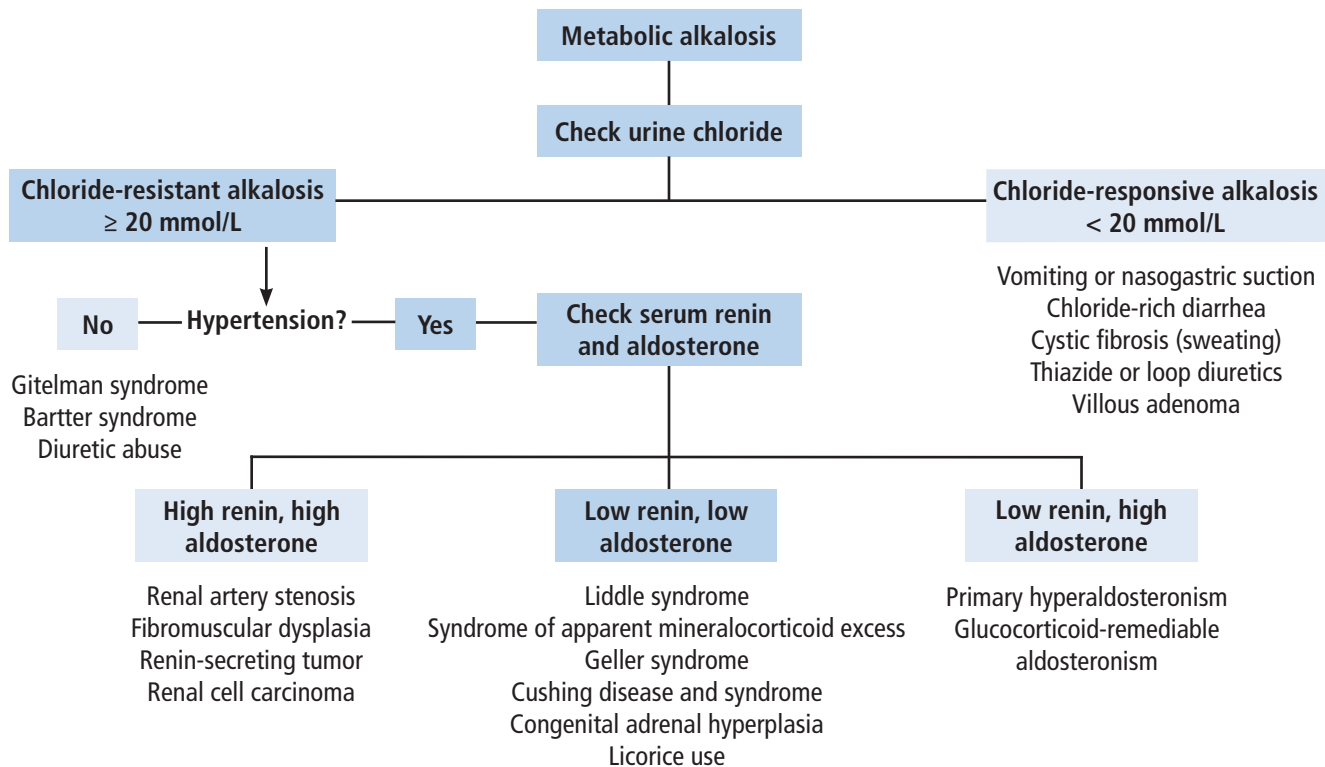 Metabolic alkalosis
Check urine chloride
Chloride-resistant alkalosis
≥ 20 mmol/L
Chloride-responsive alkalosis
< 20 mmol/L
Vomiting or nasogastric suction
Chloride-rich diarrhea
Cystic fibrosis (sweating)
Thiazide or loop diuretics
Villous adenoma
No
Hypertension?
Yes
Check serum renin
and aldosterone
Gitelman syndrome
Bartter syndrome
Diuretic abuse
High renin, high
aldosterone
Renal artery stenosis
Fibromuscular dysplasia
Renin-secreting tumor
Renal cell carcinoma
Low renin, low
aldosterone
Liddle syndrome
Syndrome of apparent mineralocorticoid excess
Geller syndrome
Cushing disease and syndrome
Congenital adrenal hyperplasia
Licorice use
Low renin, high
aldosterone
Primary hyperaldosteronism
Glucocorticoid-remediable
aldosteronism